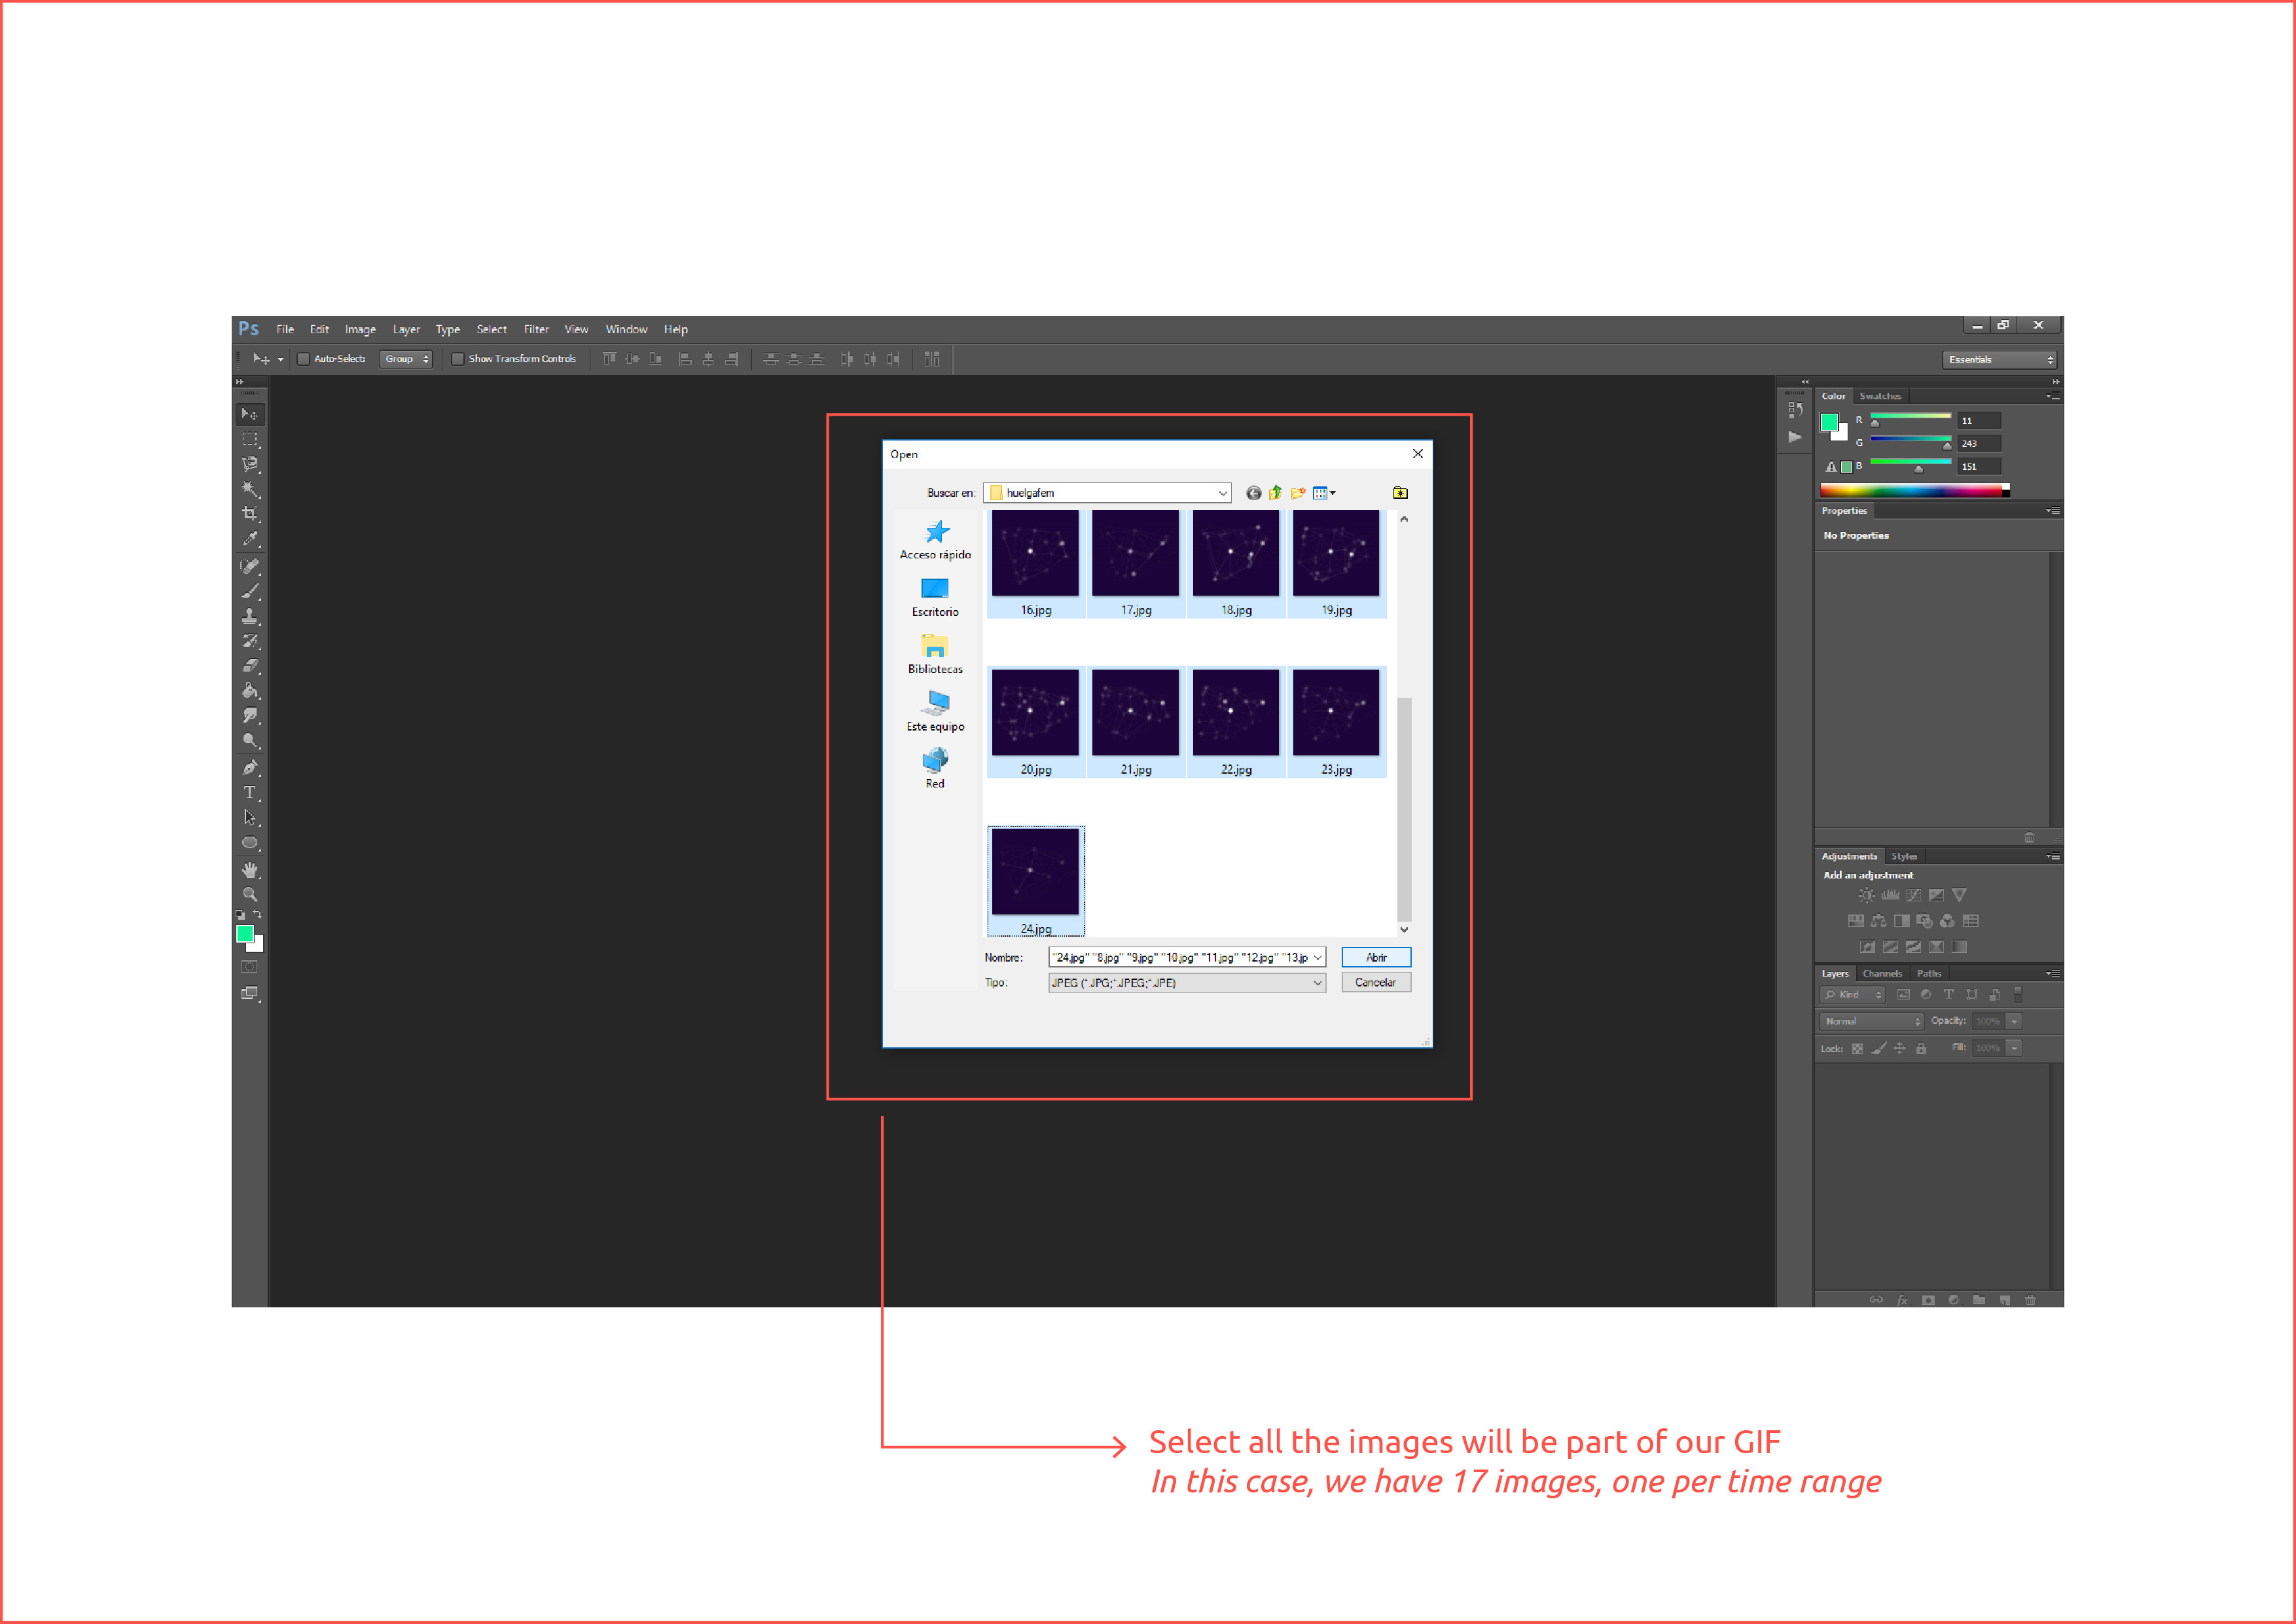 Ps File Edit Image Layer Type Select Filter View Window Help
Auto-Select: Group Show Transform Controls Essentials
Color Swatches
R 11
G 243
B 151
Properties
No Properties
Adjustments Styles
Add an adjustment
Layers Channels Paths
Kind T
Normal Opacity: 100%
Lock: Fill: 100%
fx
T
Open
Buscar en: huelgafem
Acceso rápido
Escritorio
Bibliotecas
Este equipo
Red
16.jpg 17.jpg 18.jpg 19.jpg
20.jpg 21.jpg 22.jpg 23.jpg
24.jpg
Nombre: "24.jpg" "8.jpg" "9.jpg" "10.jpg" "11.jpg" "12.jpg" "13.jp Abrir
Tipo: JPEG (*.JPG;*.JPEG;*.JPE) Cancelar
Select all the images will be part of our GIF
In this case, we have 17 images, one per time range